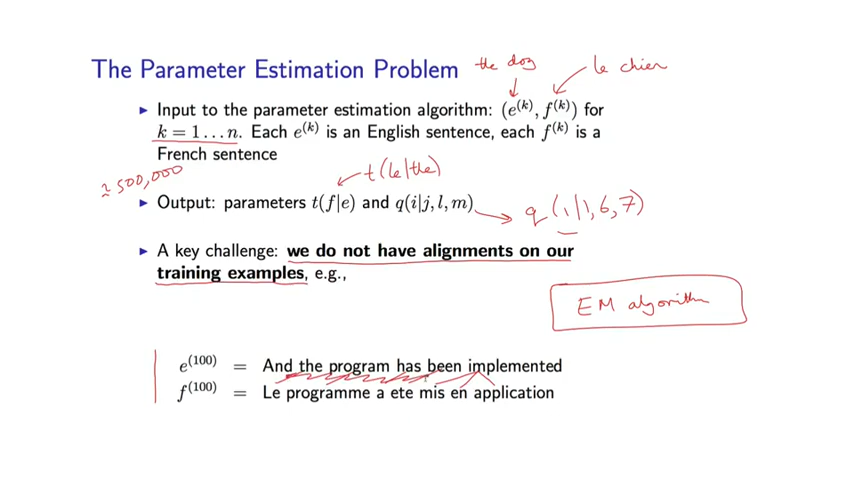 The Parameter Estimation Problem the dog le chien
▶ Input to the parameter estimation algorithm: (e^(k), f^(k)) for
k = 1 . . . n. Each e^(k) is an English sentence, each f^(k) is a
French sentence
≥ 500,000
t(le|the)
▶ Output: parameters t(f|e) and q(i|j, l, m) q(1|1,6,7)
▶ A key challenge: we do not have alignments on our
training examples, e.g.,
EM algorithm
e^(100) = And the program has been implemented
f^(100) = Le programme a ete mis en application